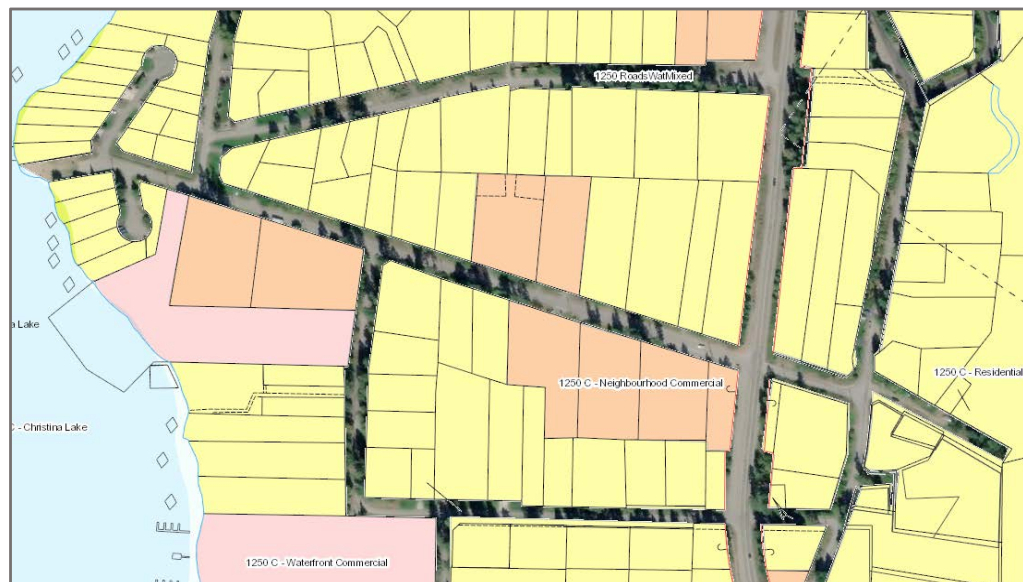 1250 RoadsWatMixed
a Lake
1250 C - Neighbourhood Commercial
1250 C - Residential
C - Christina Lake
1250 C - Waterfront Commercial